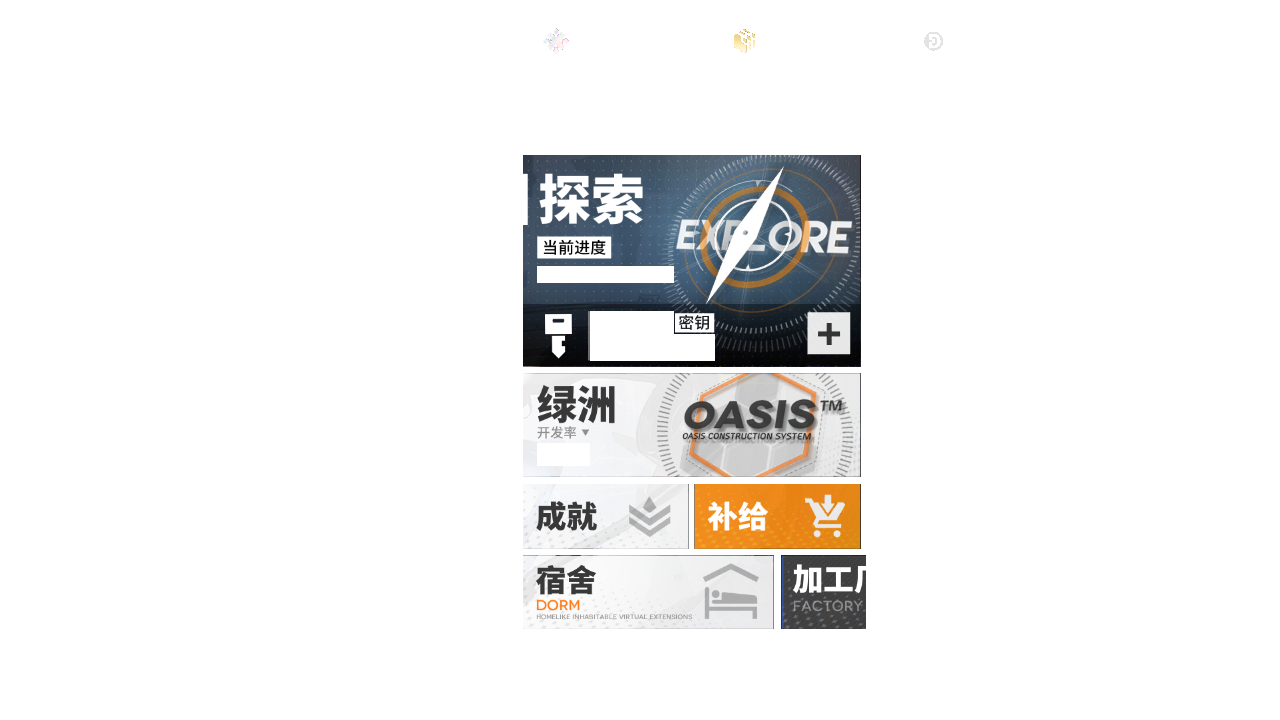 探索
EXPLORE
当前进度
密钥
绿洲
开发率
OASIS™
OASIS CONSTRUCTION SYSTEM
成就
补给
宿舍
DORM
HOMELIKE INHABITABLE VIRTUAL EXTENSIONS
加工厂
FACTORY